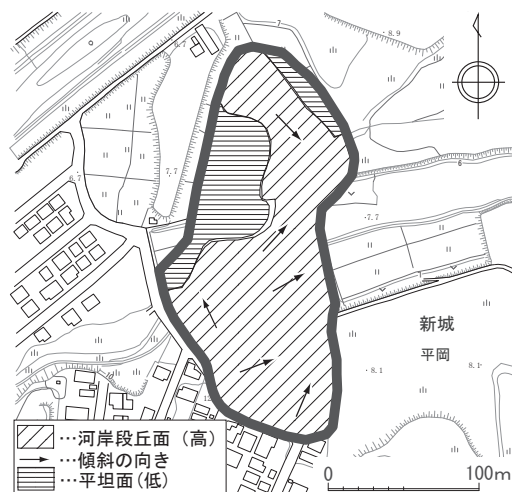 7
8.9
6.7
7.7
6.7
6
7.7
新城
平岡
8.1
8.1
…河岸段丘面（高）
…傾斜の向き
…平坦面(低)
0 100m